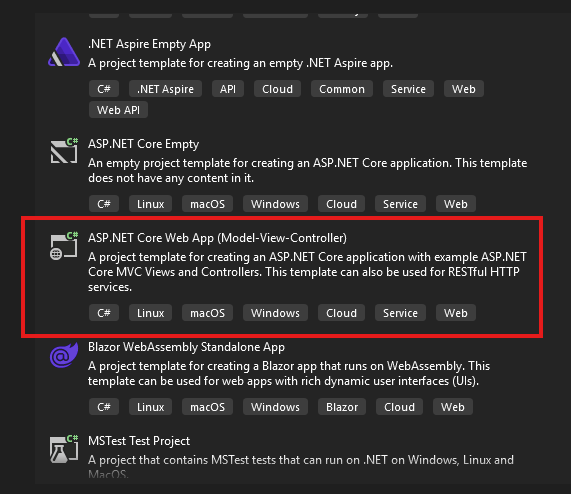 .NET Aspire Empty App
A project template for creating an empty .NET Aspire app.
C# .NET Aspire API Cloud Common Service Web
Web API
C#
ASP.NET Core Empty
An empty project template for creating an ASP.NET Core application. This template
does not have any content in it.
C# Linux macOS Windows Cloud Service Web
C#
ASP.NET Core Web App (Model-View-Controller)
A project template for creating an ASP.NET Core application with example ASP.NET
Core MVC Views and Controllers. This template can also be used for RESTful HTTP
services.
C# Linux macOS Windows Cloud Service Web
Blazor WebAssembly Standalone App
A project template for creating a Blazor app that runs on WebAssembly. This
template can be used for web apps with rich dynamic user interfaces (UIs).
C# Linux macOS Windows Blazor Cloud Web
C#
MSTest Test Project
A project that contains MSTest tests that can run on .NET on Windows, Linux and
MacOS.